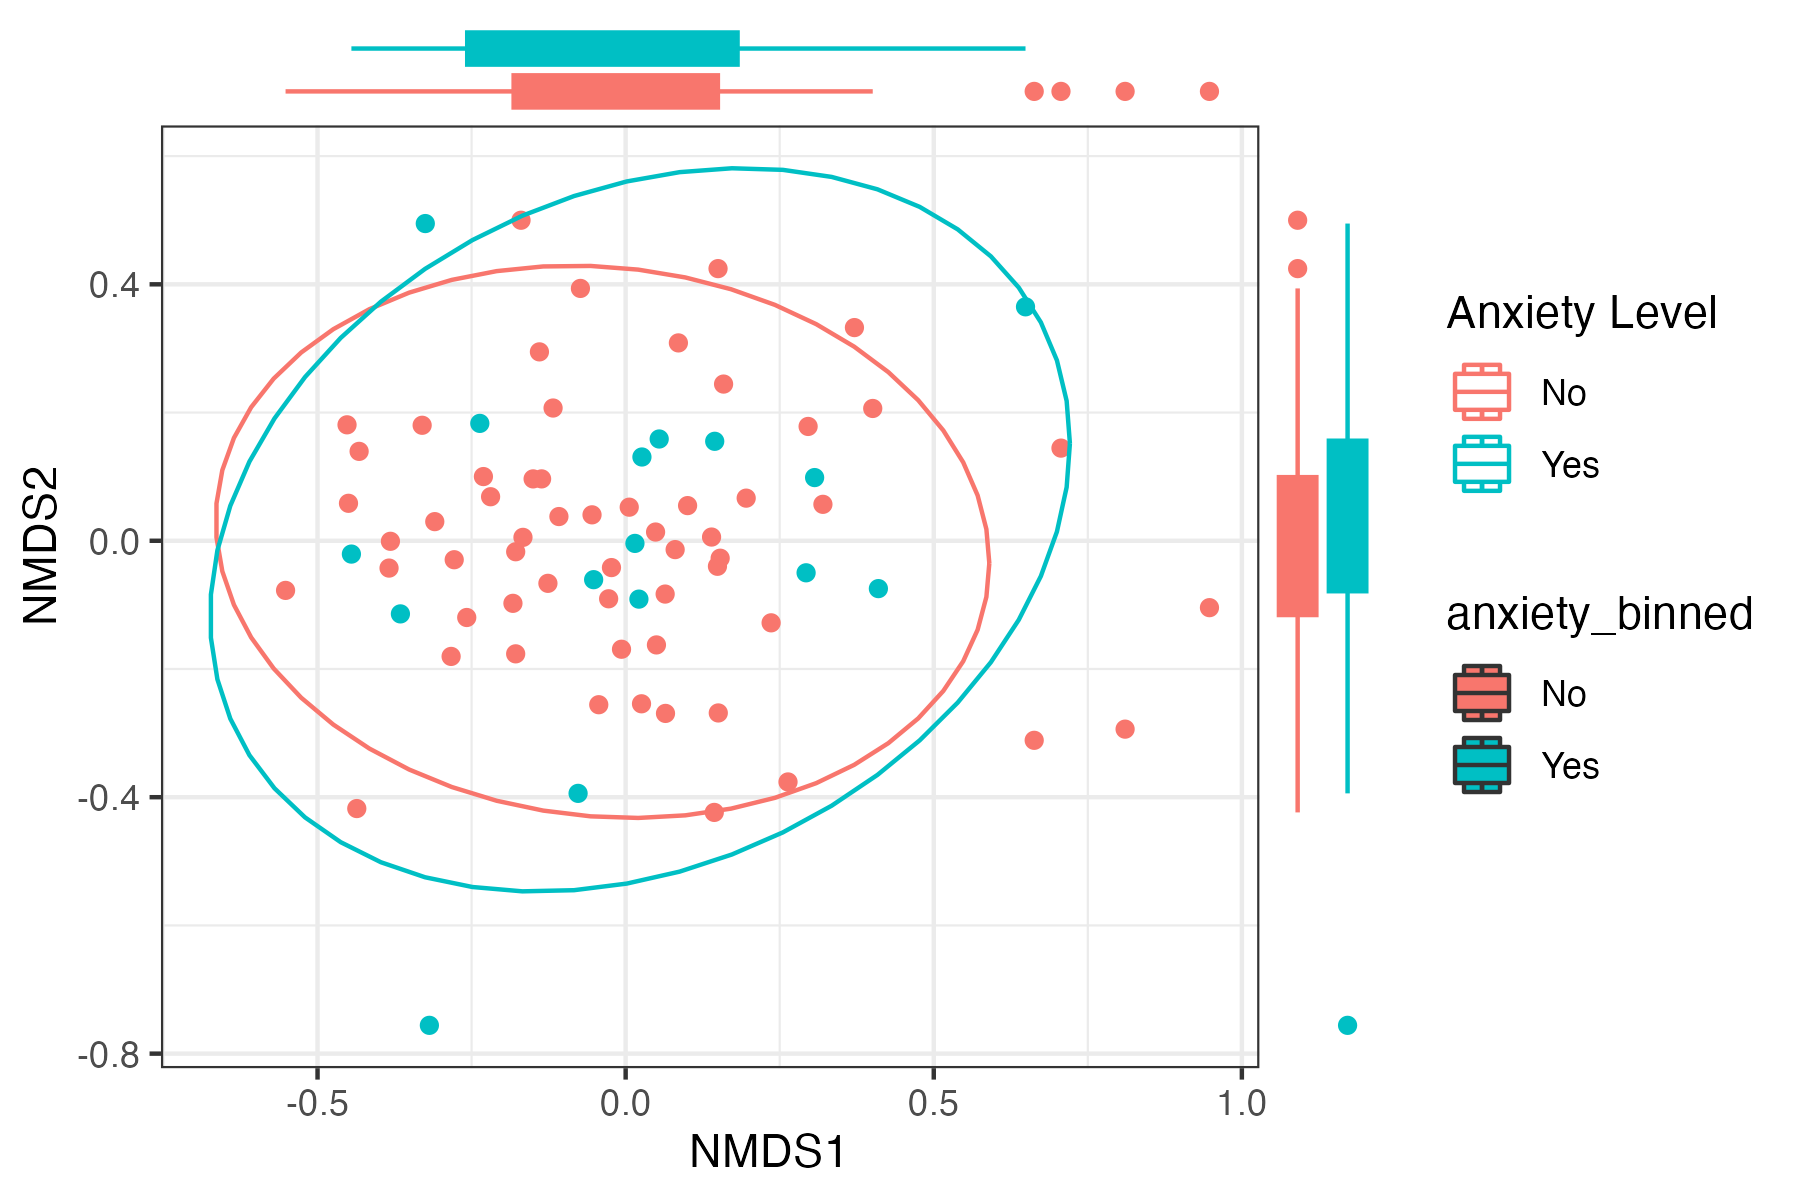 0.4
0.0
-0.4
-0.8
NMDS2
-0.5
0.0
0.5
1.0
NMDS1
Anxiety Level
No
Yes
anxiety_binned
No
Yes